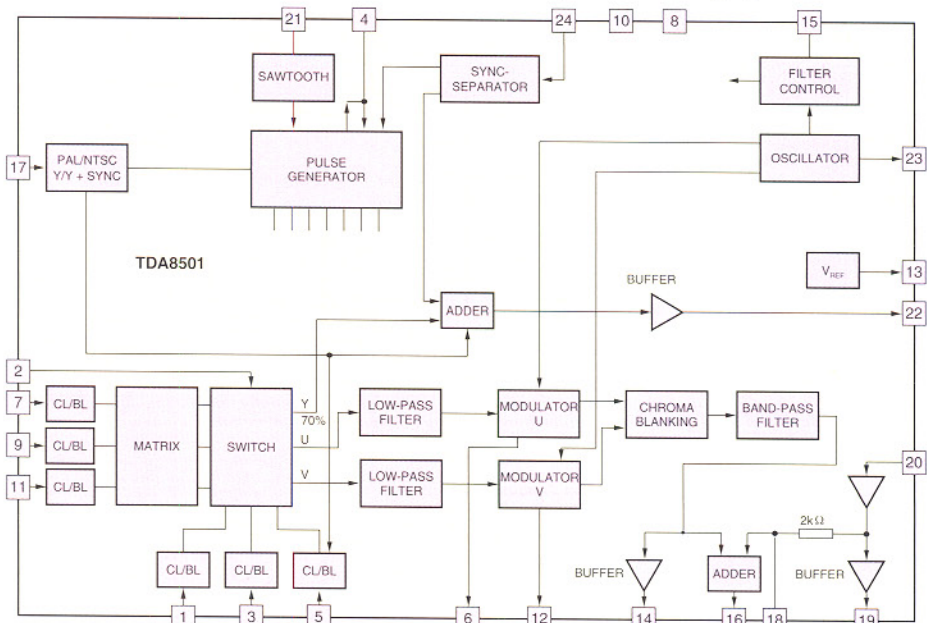 21 4 24 10 8 15
SAWTOOTH
SYNC-
SEPARATOR
FILTER
CONTROL
17
PAL/NTSC
Y/Y + SYNC
PULSE
GENERATOR
OSCILLATOR
23
TDA8501
VREF
13
BUFFER
22
ADDER
2
7
CL/BL
9
CL/BL
11
CL/BL
MATRIX
SWITCH
Y
70%
U
V
LOW-PASS
FILTER
LOW-PASS
FILTER
MODULATOR
U
MODULATOR
V
CHROMA
BLANKING
BAND-PASS
FILTER
20
2kΩ
CL/BL CL/BL CL/BL
BUFFER
ADDER
BUFFER
1 3 5 6 12 14 16 18 19